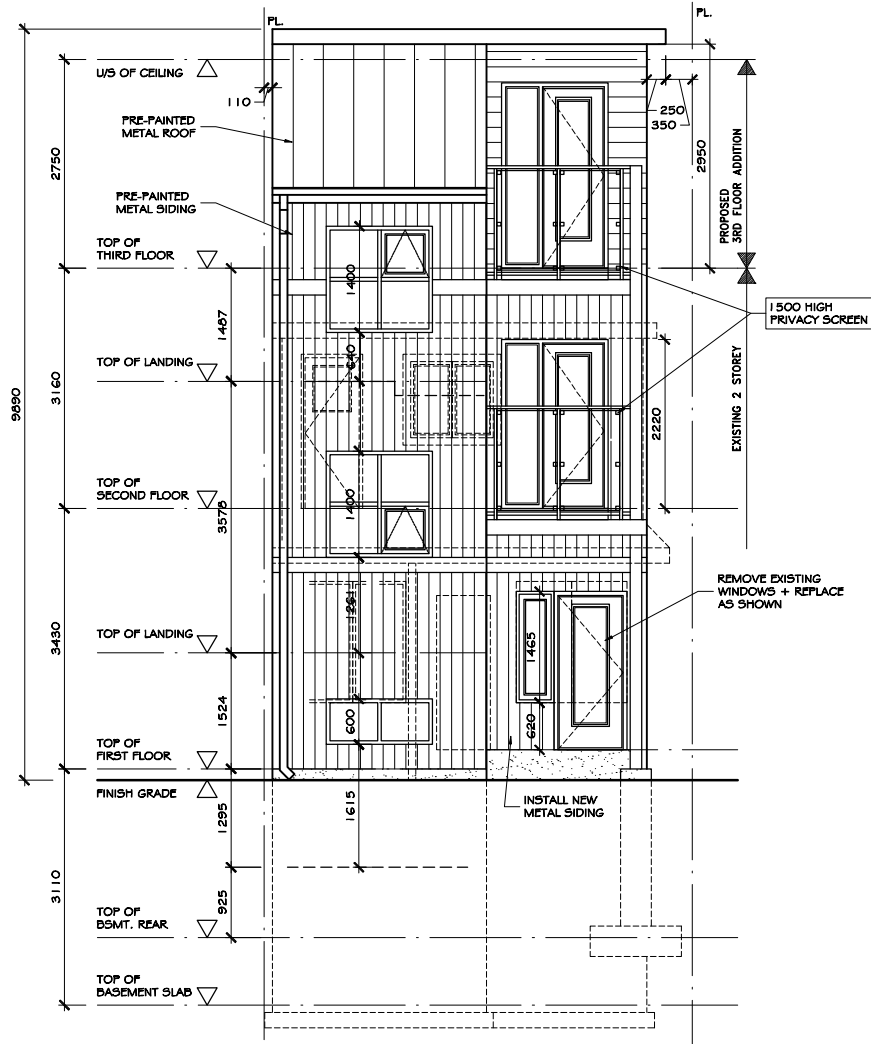 PL.
PL.
U/S OF CEILING
110
250
350
PRE-PAINTED
METAL ROOF
2750
2950
PROPOSED
3RD FLOOR ADDITION
PRE-PAINTED
METAL SIDING
TOP OF
THIRD FLOOR
1400
1500 HIGH
PRIVACY SCREEN
1487
640
TOP OF LANDING
9890
3160
2220
EXISTING 2 STOREY
TOP OF
SECOND FLOOR
3578
1400
REMOVE EXISTING
WINDOWS + REPLACE
AS SHOWN
1261
TOP OF LANDING
3430
1465
1524
600
620
TOP OF
FIRST FLOOR
FINISH GRADE
INSTALL NEW
METAL SIDING
1295
1615
3110
925
TOP OF
BSMT. REAR
TOP OF
BASEMENT SLAB